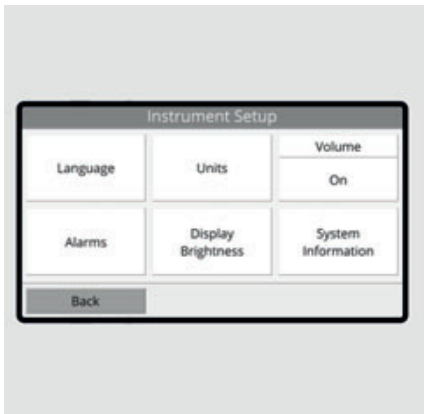 Instrument Setup
Language
Units
Volume
On
Alarms
Display
Brightness
System
Information
Back